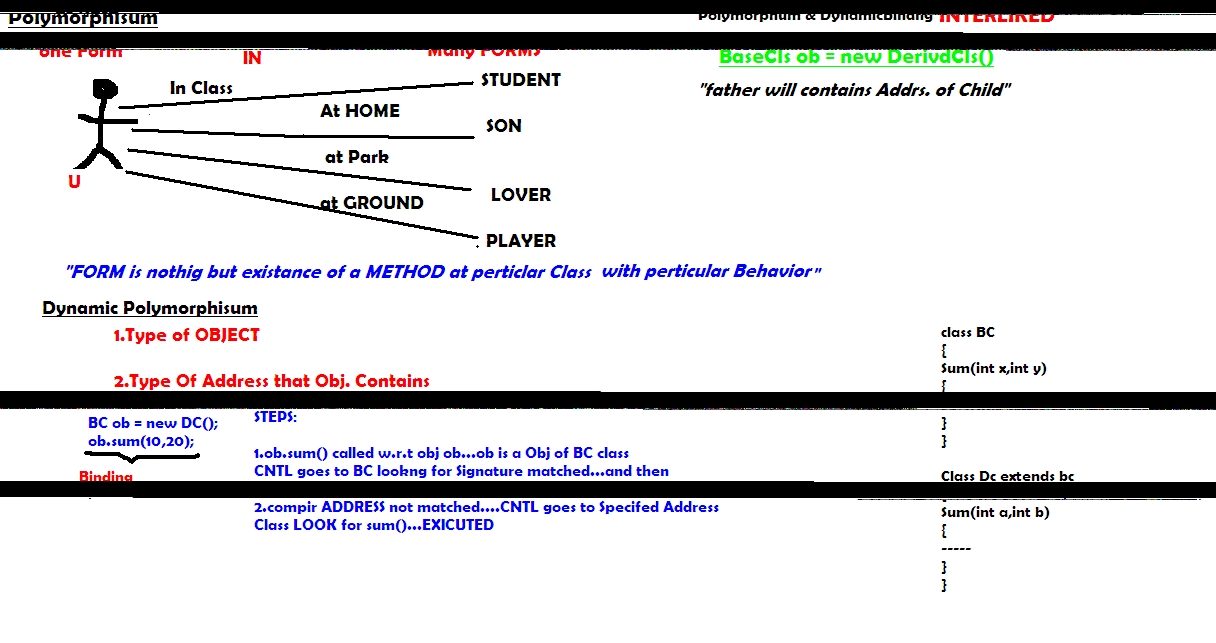 Polymorphisum
Polymorphum & Dynamicbindang INTERLIKED
one Form IN Many FORMS
BaseCls ob = new DerivdCls()
"father will contains Addrs. of Child"
In Class
STUDENT
At HOME
SON
at Park
U
LOVER
at GROUND
PLAYER
"FORM is nothig but existance of a METHOD at perticlar Class with perticular Behavior"
Dynamic Polymorphisum
1.Type of OBJECT
2.Type Of Address that Obj. Contains
BC ob = new DC();
ob.sum(10,20);
Binding
STEPS:
1.ob.sum() called w.r.t obj ob...ob is a Obj of BC class
CNTL goes to BC lookng for Signature matched...and then
2.compir ADDRESS not matched....CNTL goes to Specifed Address
Class LOOK for sum()...EXICUTED
class BC
{
Sum(int x,int y)
{
}
}
Class Dc extends bc
Sum(int a,int b)
{
-----
}
}